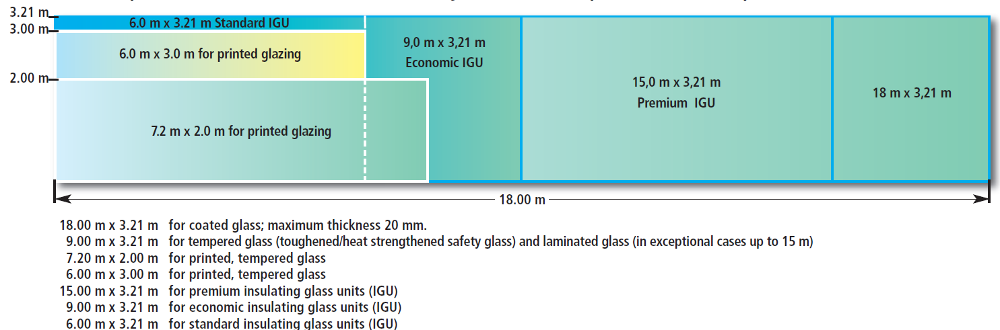 3.21 m
6.0 m x 3.21 m Standard IGU
3.00 m
6.0 m x 3.0 m for printed glazing
9,0 m x 3,21 m
Economic IGU
2.00 m
15,0 m x 3,21 m
Premium IGU
18 m x 3,21 m
7.2 m x 2.0 m for printed glazing
18.00 m
18.00 m x 3.21 m for coated glass; maximum thickness 20 mm.
9.00 m x 3.21 m for tempered glass (toughened/heat strengthened safety glass) and laminated glass (in exceptional cases up to 15 m)
7.20 m x 2.00 m for printed, tempered glass
6.00 m x 3.00 m for printed, tempered glass
15.00 m x 3.21 m for premium insulating glass units (IGU)
9.00 m x 3.21 m for economic insulating glass units (IGU)
6.00 m x 3.21 m for standard insulating glass units (IGU)